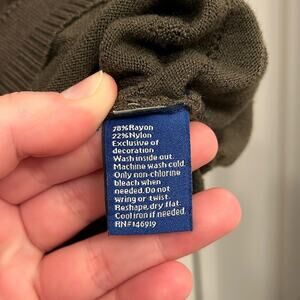 78%Rayon
22%Nylon
Exclusive of
decoration
Wash inside out.
Machine wash cold.
Only non-chlorine
bleach when
needed. Do not
wring or twist.
Reshape, dry flat.
Cool iron if needed.
RN#146919